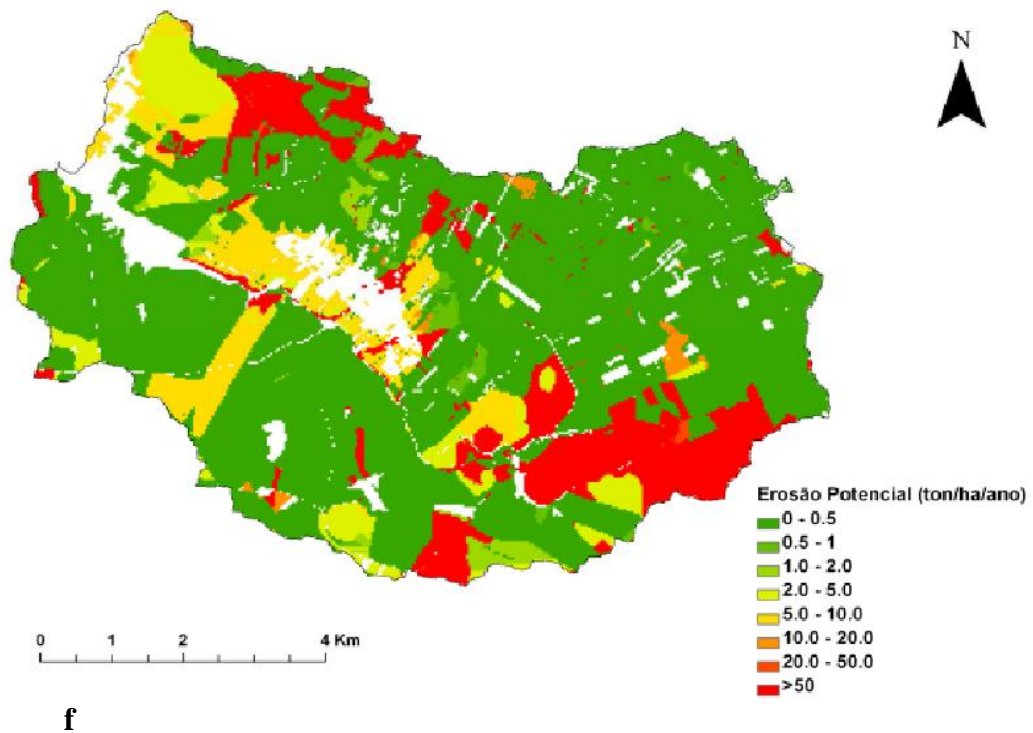 N
Erosão Potencial (ton/ha/ano)
0 - 0.5
0.5 - 1
1.0 - 2.0
2.0 - 5.0
5.0 - 10.0
10.0 - 20.0
20.0 - 50.0
>50
0 1 2 4 Km
f